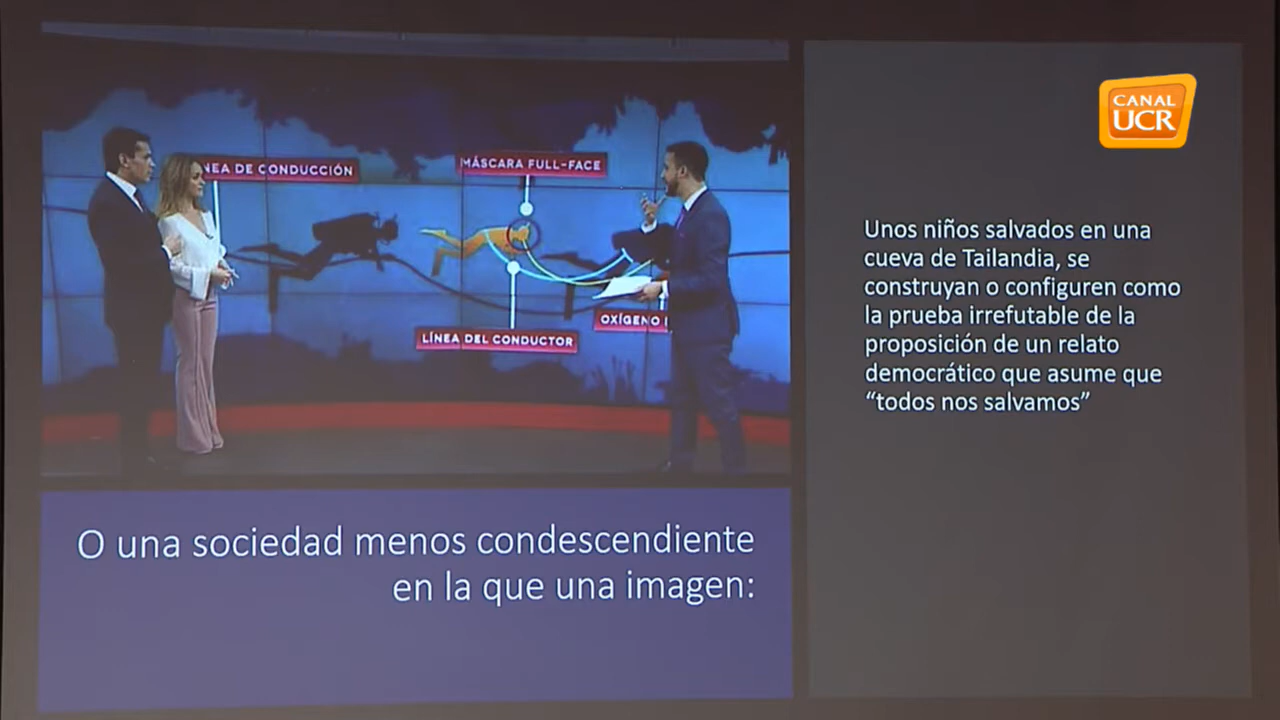 NEA DE CONDUCCIÓN
MÁSCARA FULL-FACE
LÍNEA DEL CONDUCTOR
OXÍGENO
O una sociedad menos condescendiente
en la que una imagen:
CANAL
UCR
Unos niños salvados en una
cueva de Tailandia, se
construyan o configuren como
la prueba irrefutable de la
proposición de un relato
democrático que asume que
“todos nos salvamos”